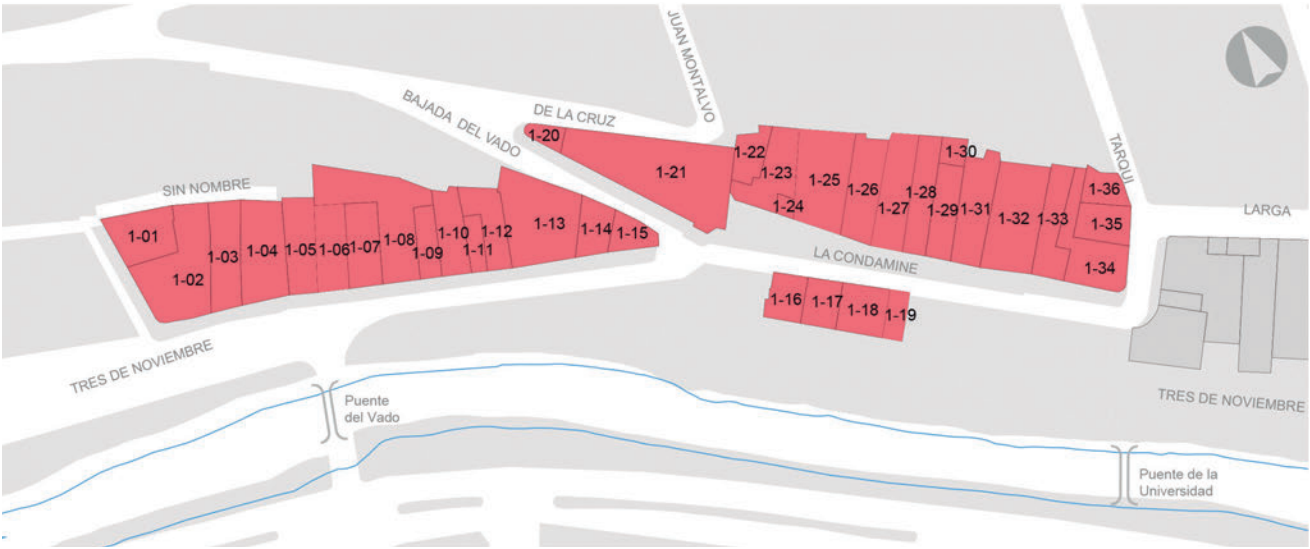 JUAN MONTALVO
BAJADA DEL VADO
DE LA CRUZ
TARQUI
SIN NOMBRE
LARGA
LA CONDAMINE
TRES DE NOVIEMBRE
TRES DE NOVIEMBRE
Puente
del Vado
Puente de la
Universidad
1-01
1-02
1-03
1-04
1-05
1-06
1-07
1-08
1-09
1-10
1-11
1-12
1-13
1-14
1-15
1-16
1-17
1-18
1-19
1-20
1-21
1-22
1-23
1-24
1-25
1-26
1-27
1-28
1-29
1-30
1-31
1-32
1-33
1-34
1-35
1-36